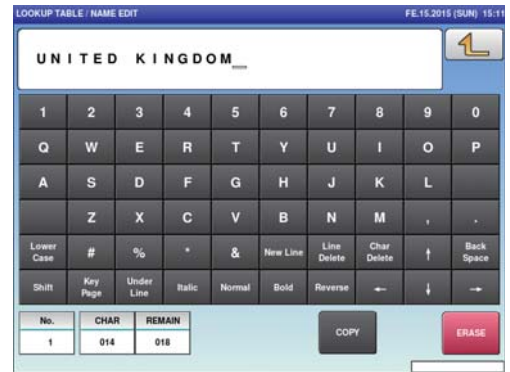 LOOKUP TABLE / NAME EDIT FE.15.2015 (SUN) 15:11
UNITED KINGDOM_
1 2 3 4 5 6 7 8 9 0
Q W E R T Y U I O P
A S D F G H J K L
Z X C V B N M , .
Lower Case # % * & New Line Line Delete Char Delete ↑ Back Space
Shift Key Page Under Line Italic Normal Bold Reverse ← ↓ →
No. CHAR REMAIN COPY ERASE
1 014 018